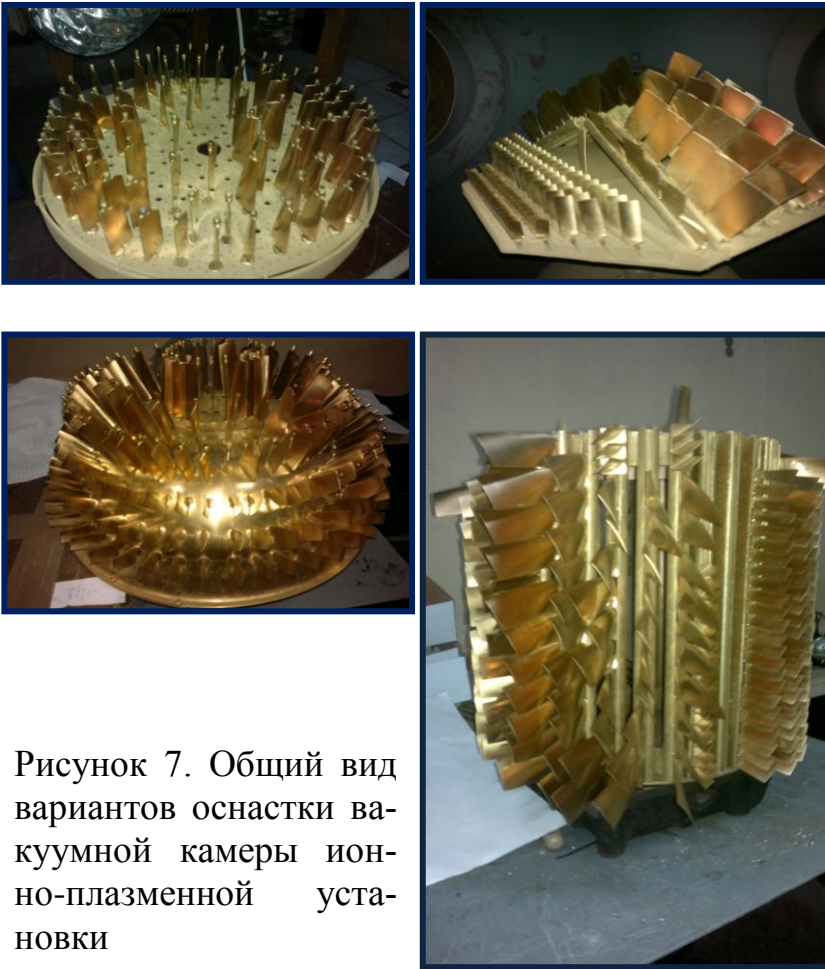 Рисунок 7. Общий вид
вариантов оснастки ва-
куумной камеры ион-
но-плазменной уста-
новки